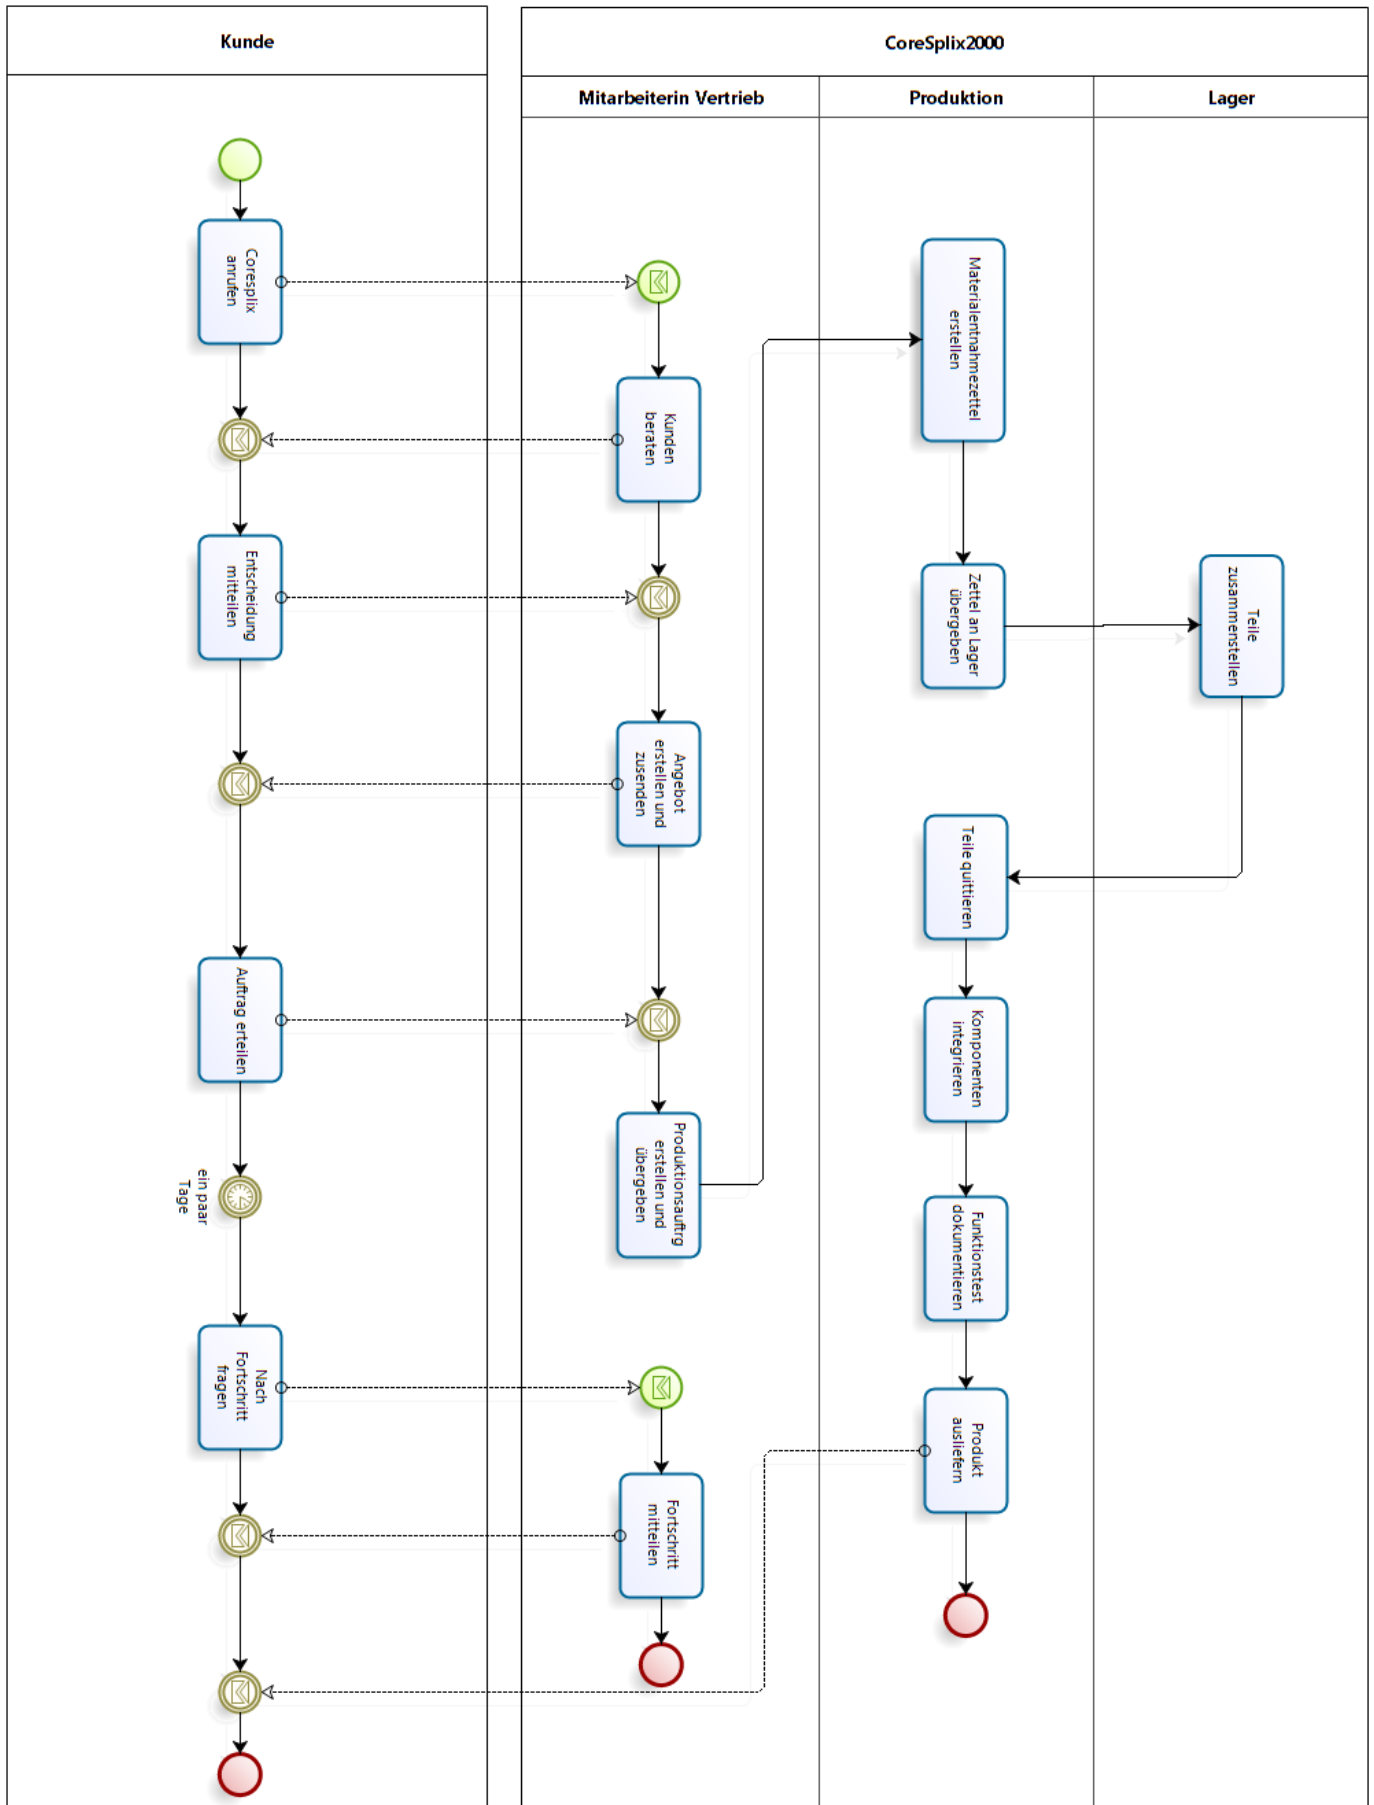 Kunde
CoreSplix2000
Mitarbeiterin Vertrieb
Produktion
Lager
Coresplix
anrufen
Entscheidung
mitteilen
Auftrag erteilen
ein paar
Tage
Nach
Fortschritt
fragen
Kunden
beraten
Angebot
erstellen und
zusenden
Produktionsauftrg
erstellen und
übergeben
Fortschritt
mitteilen
Materialentnahmezettel
erstellen
Zettel an Lager
übergeben
Teile
zusammenstellen
Teile quittieren
Komponenten
integrieren
Funktionstest
dokumentieren
Produkt
ausliefern